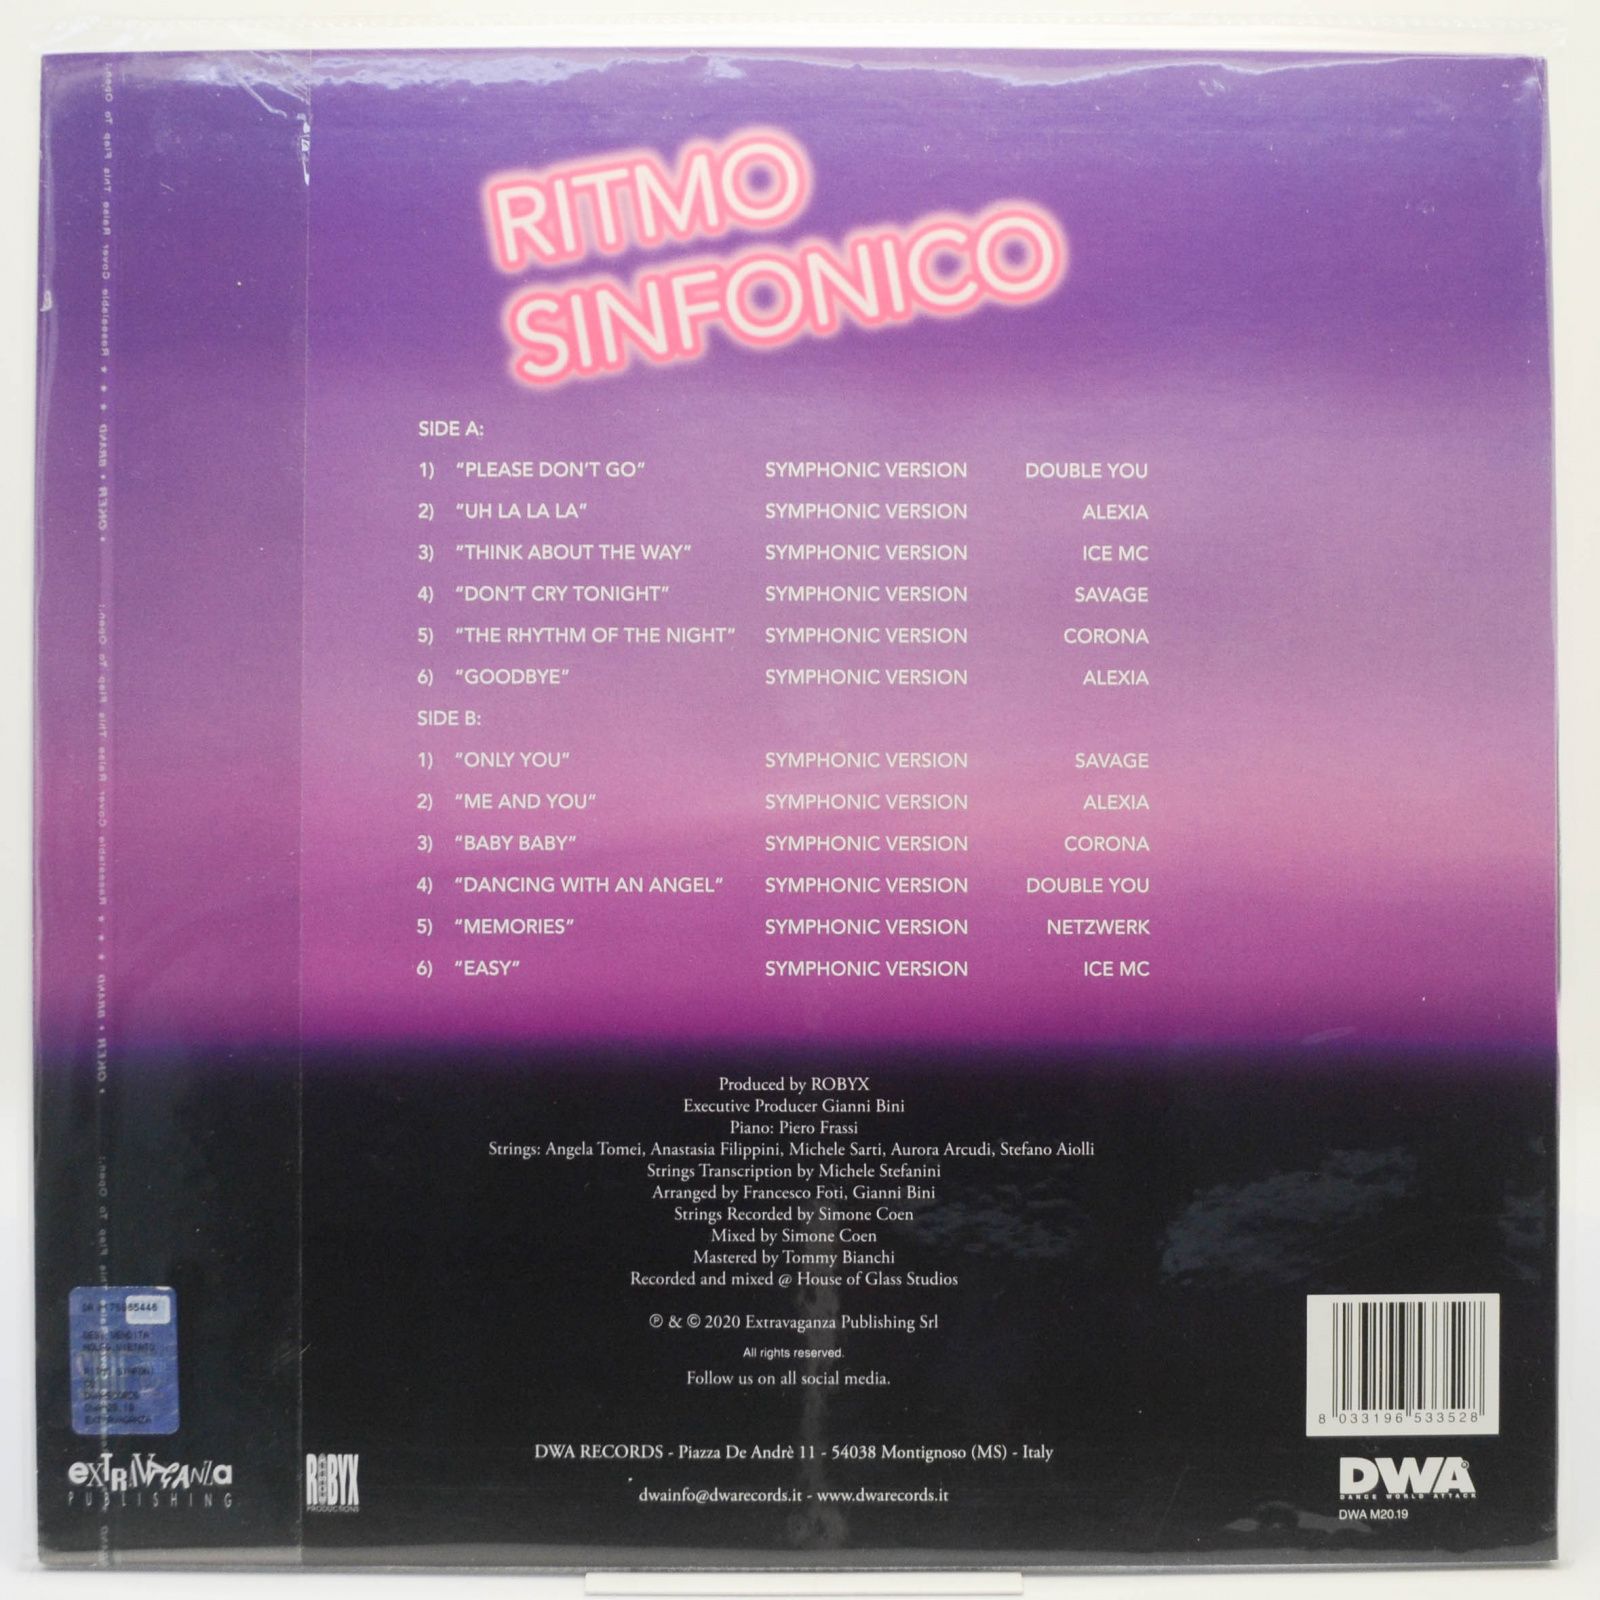 RITMO
SINFONICO
SIDE A:
1) “PLEASE DON’T GO” SYMPHONIC VERSION DOUBLE YOU
2) “UH LA LA LA” SYMPHONIC VERSION ALEXIA
3) “THINK ABOUT THE WAY” SYMPHONIC VERSION ICE MC
4) “DON’T CRY TONIGHT” SYMPHONIC VERSION SAVAGE
5) “THE RHYTHM OF THE NIGHT” SYMPHONIC VERSION CORONA
6) “GOODBYE” SYMPHONIC VERSION ALEXIA
SIDE B:
1) “ONLY YOU” SYMPHONIC VERSION SAVAGE
2) “ME AND YOU” SYMPHONIC VERSION ALEXIA
3) “BABY BABY” SYMPHONIC VERSION CORONA
4) “DANCING WITH AN ANGEL” SYMPHONIC VERSION DOUBLE YOU
5) “MEMORIES” SYMPHONIC VERSION NETZWERK
6) “EASY” SYMPHONIC VERSION ICE MC
Produced by ROBYX
Executive Producer Gianni Bini
Piano: Piero Frassi
Strings: Angela Tomei, Anastasia Filippini, Michele Sarti, Aurora Arcudi, Stefano Aiolli
Strings Transcription by Michele Stefanini
Arranged by Francesco Foti, Gianni Bini
Strings Recorded by Simone Coen
Mixed by Simone Coen
Mastered by Tommy Bianchi
Recorded and mixed @ House of Glass Studios
℗ & © 2020 Extravaganza Publishing Srl
All rights reserved.
Follow us on all social media.
DWA RECORDS - Piazza De Andrè 11 - 54038 Montignoso (MS) - Italy
dwainfo@dwarecords.it - www.dwarecords.it
exTRAVAGANZa
PUBLISHING
ROBYX
PRODUCTIONS
8 033196 533528
DWA®
DANCE WORLD ATTACK
DWA M20.19